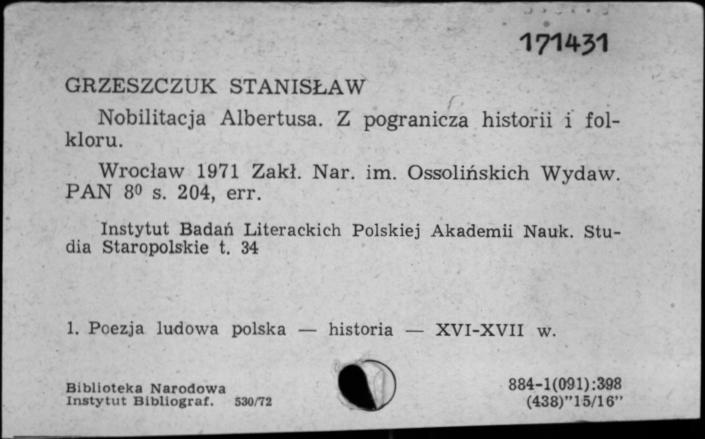 171431
GRZESZCZUK STANISŁAW
Nobilitacja Albertusa. Z pogranicza historii i fol-
kloru.
Wrocław 1971 Zakł. Nar. im. Ossolińskich Wydaw.
PAN 8⁰ s. 204, err.
Instytut Badań Literackich Polskiej Akademii Nauk. Stu-
dia Staropolskie t. 34
1. Poezja ludowa polska — historia — XVI-XVII w.
Biblioteka Narodowa
Instytut Bibliograf. 530/72
884-1(091):398
(438)"15/16"